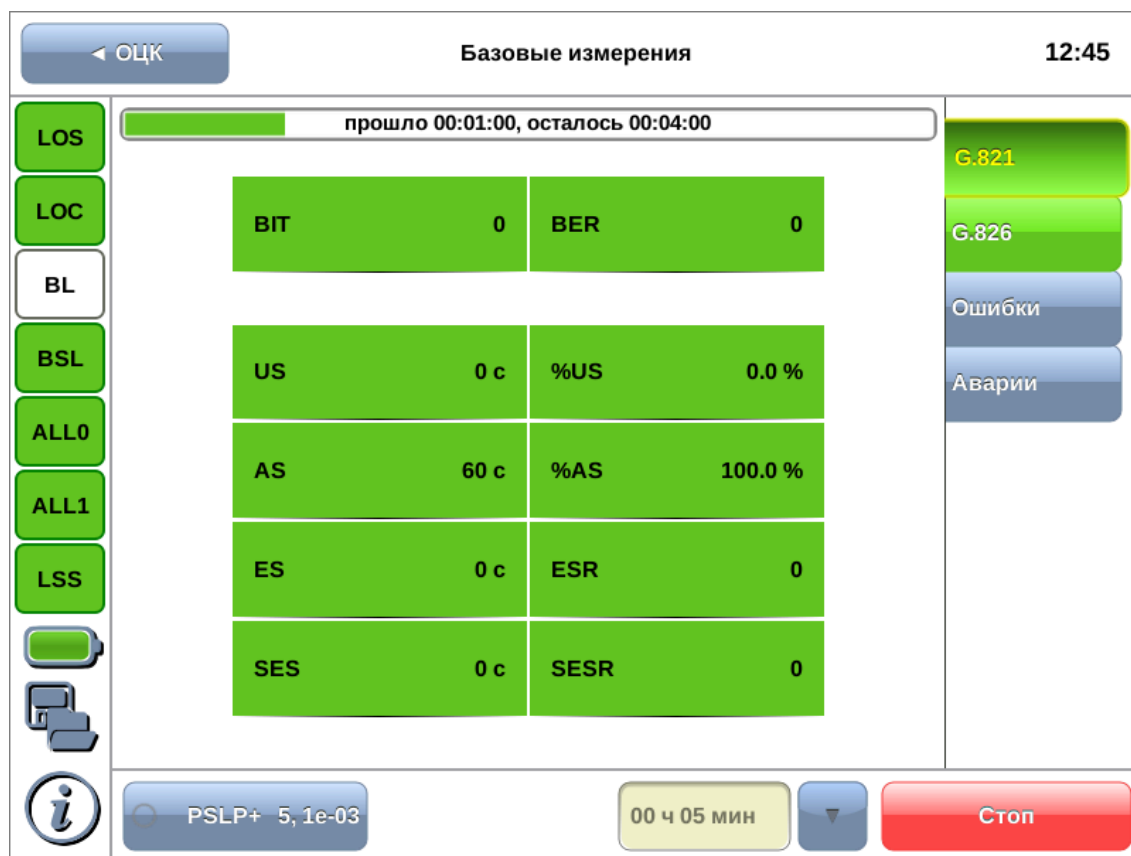 ◄ ОЦК
Базовые измерения
12:45
LOS
LOC
BL
BSL
ALL0
ALL1
LSS
прошло 00:01:00, осталось 00:04:00
BIT 0 BER 0
US 0 с %US 0.0 %
AS 60 с %AS 100.0 %
ES 0 с ESR 0
SES 0 с SESR 0
G.821
G.826
Ошибки
Аварии
i
PSLP+ 5, 1e-03
00 ч 05 мин
▼
Стоп